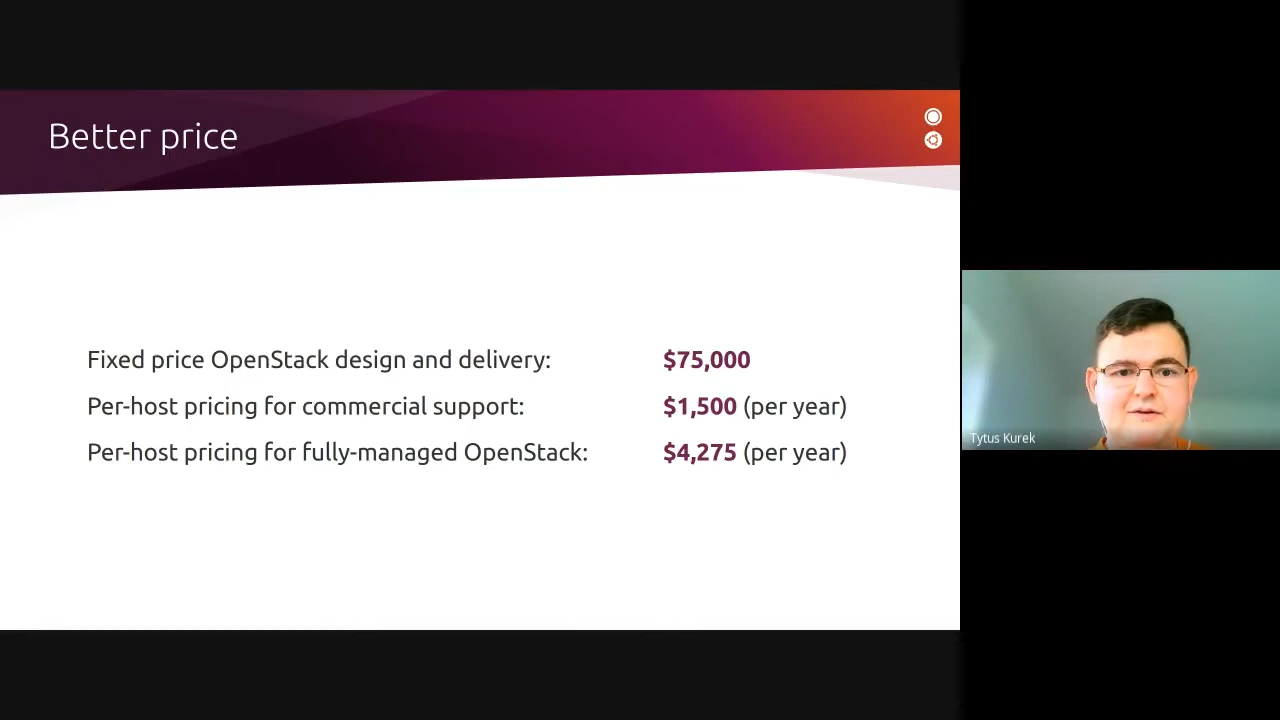 Better price
Fixed price OpenStack design and delivery: $75,000
Per-host pricing for commercial support: $1,500 (per year)
Per-host pricing for fully-managed OpenStack: $4,275 (per year)
Tytus Kurek